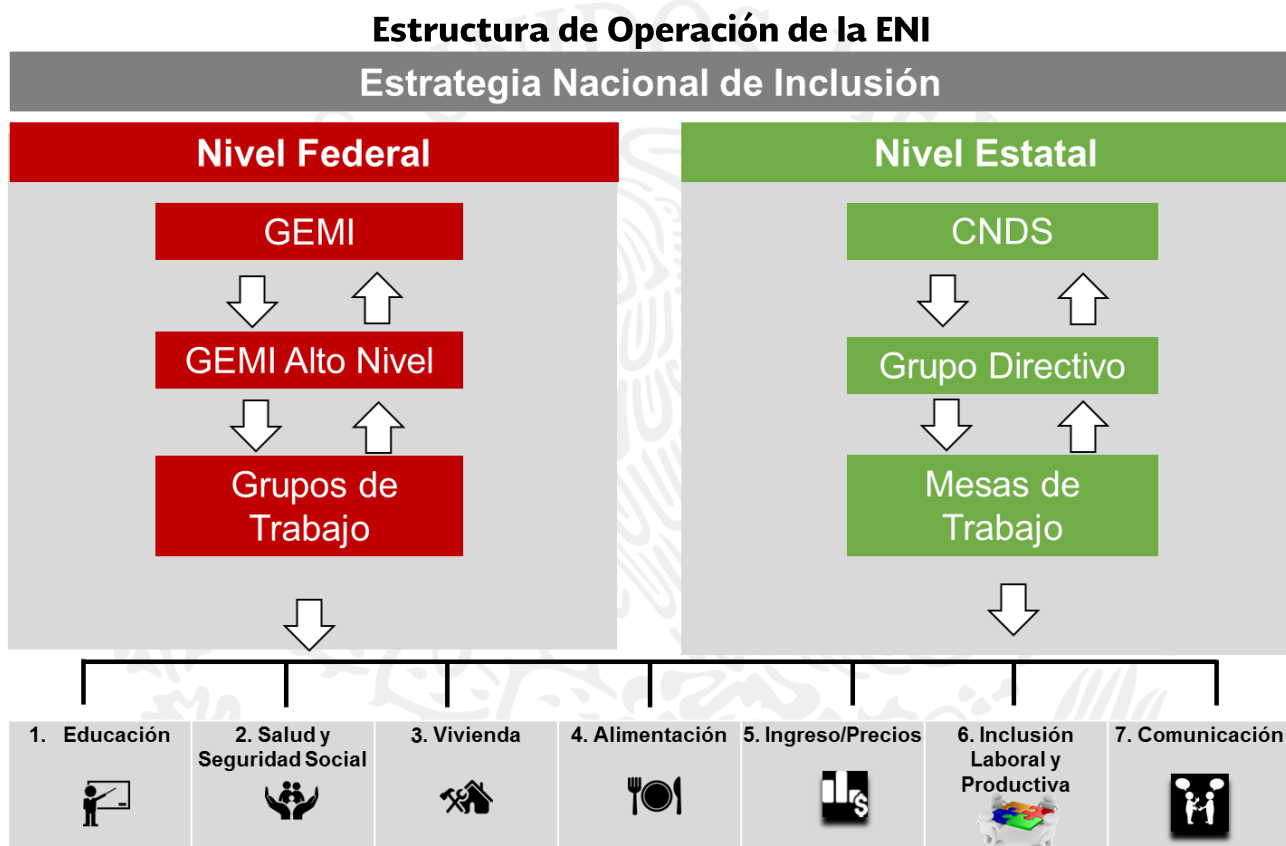 Estructura de Operación de la ENI
Estrategia Nacional de Inclusión
Nivel Federal
GEMI
GEMI Alto Nivel
Grupos de
Trabajo
Nivel Estatal
CNDS
Grupo Directivo
Mesas de
Trabajo
1. Educación
2. Salud y
Seguridad Social
3. Vivienda
4. Alimentación
5. Ingreso/Precios
6. Inclusión
Laboral y
Productiva
7. Comunicación